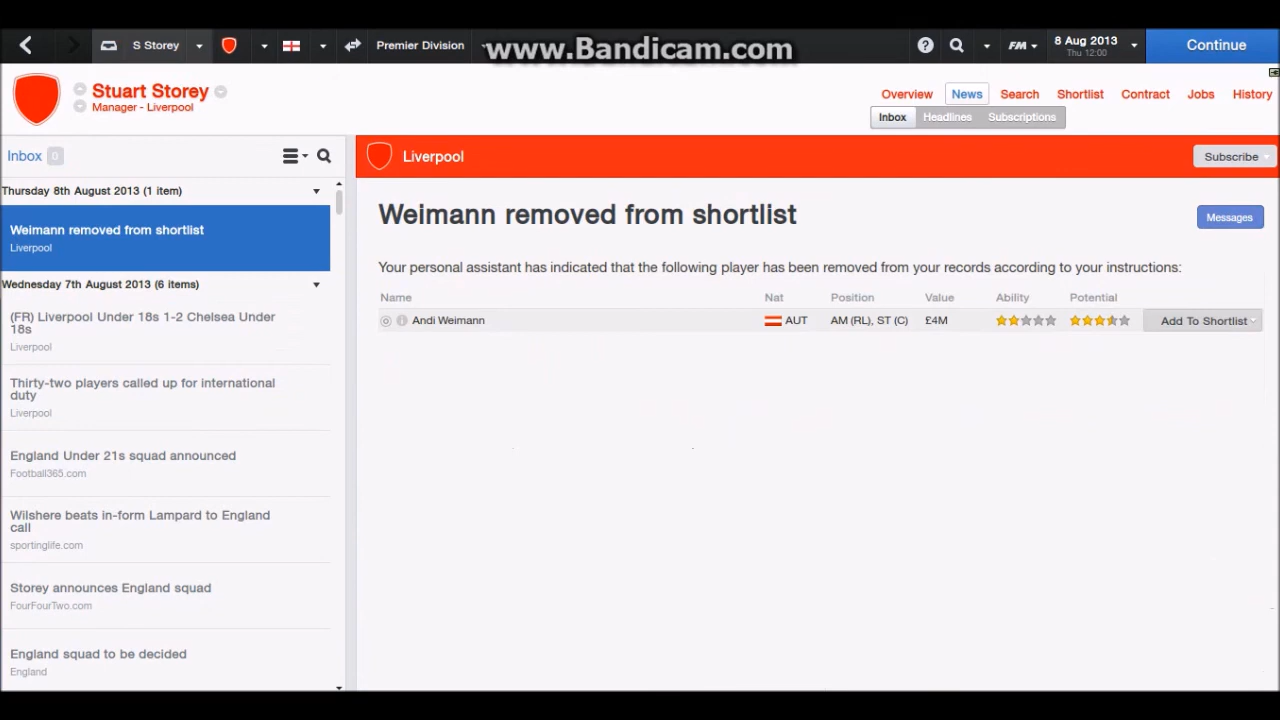 S Storey
Premier Division
www.Bandicam.com
FM
8 Aug 2013
Thu 12:00
Continue
Stuart Storey
Manager - Liverpool
Overview
News
Search
Shortlist
Contract
Jobs
History
Inbox
Headlines
Subscriptions
Inbox 0
Liverpool
Subscribe
Thursday 8th August 2013 (1 item)
Weimann removed from shortlist
Liverpool
Wednesday 7th August 2013 (6 items)
(FR) Liverpool Under 18s 1-2 Chelsea Under
18s
Liverpool
Thirty-two players called up for international
duty
Liverpool
England Under 21s squad announced
Football365.com
Wilshere beats in-form Lampard to England
call
sportinglife.com
Storey announces England squad
FourFourTwo.com
England squad to be decided
England
Weimann removed from shortlist
Messages
Your personal assistant has indicated that the following player has been removed from your records according to your instructions:
Name Nat Position Value Ability Potential
Andi Weimann AUT AM (RL), ST (C) £4M Add To Shortlist